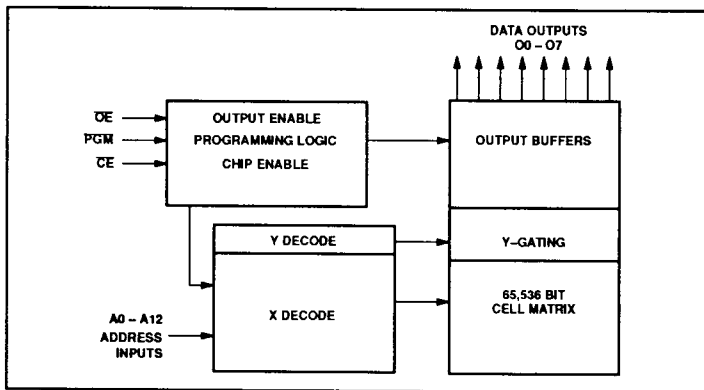 DATA OUTPUTS
O0 – O7
OE
PGM
CE
OUTPUT ENABLE
PROGRAMMING LOGIC
CHIP ENABLE
OUTPUT BUFFERS
Y DECODE
Y–GATING
X DECODE
65,536 BIT
CELL MATRIX
A0 – A12
ADDRESS
INPUTS